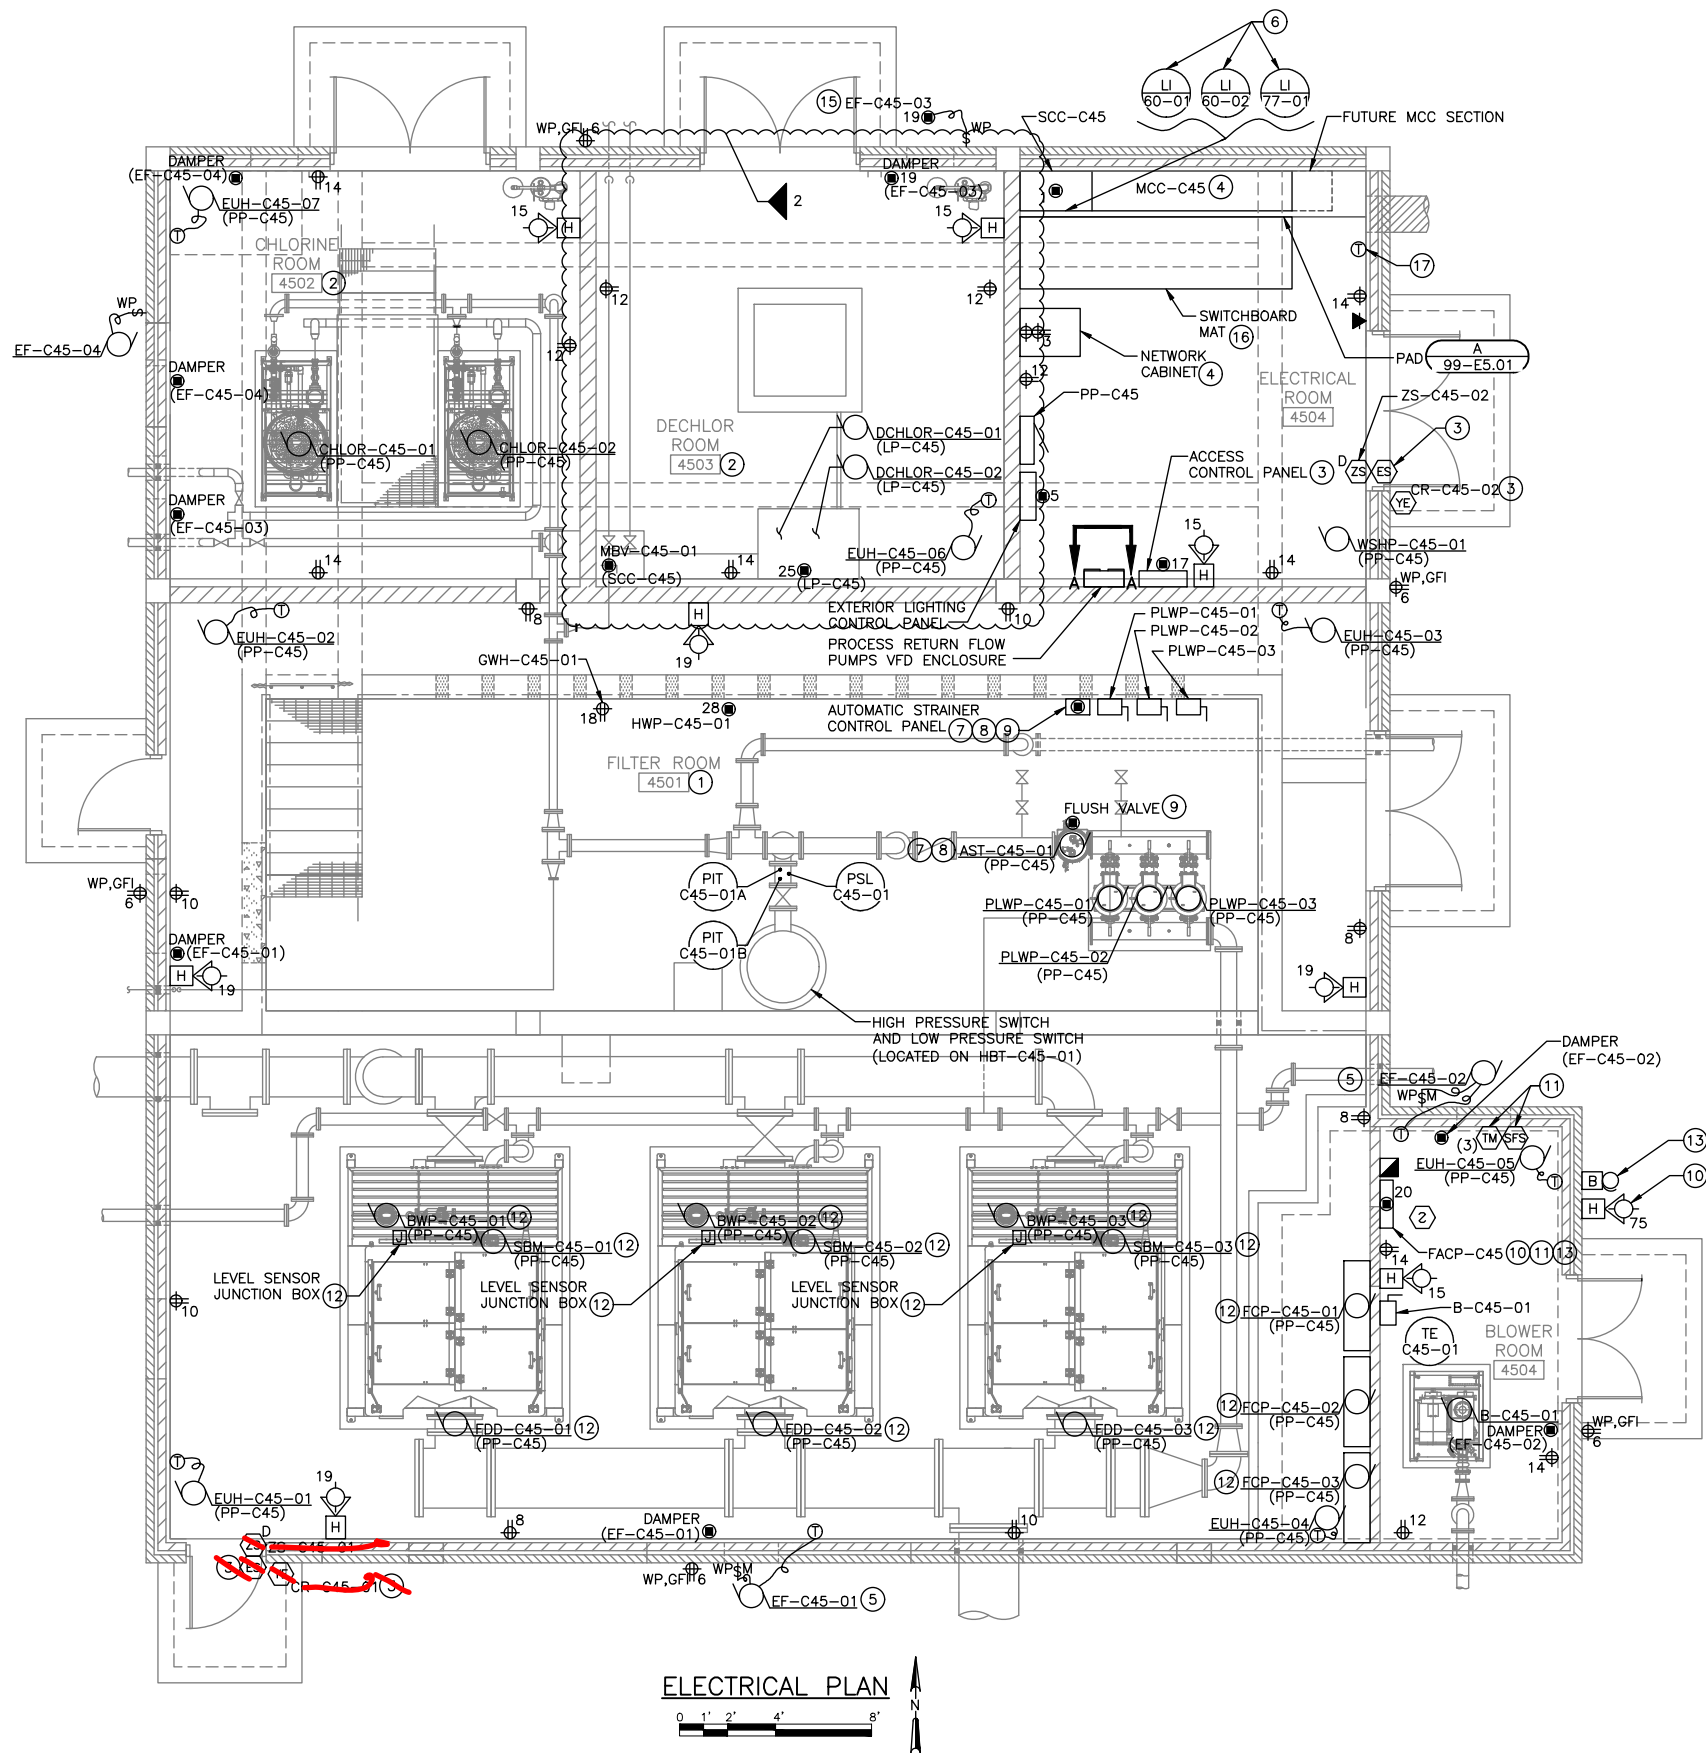 6
LI
60-01
LI
60-02
LI
77-01
15 EF-C45-03
19
WP
SCC-C45
FUTURE MCC SECTION
WP,GFI 6
DAMPER
(EF-C45-04)
14
DAMPER
19
(EF-C45-03)
MCC-C45 4
2
EUH-C45-07
(PP-C45)
T
15
H
15
H
CHLORINE
ROOM
4502 2
T
17
12
12
14
WP
S
EF-C45-04
SWITCHBOARD
MAT 16
3
NETWORK
CABINET 4
PAD
A
99-E5.01
12
12
DAMPER
(EF-C45-04)
ELECTRICAL
ROOM
4504
ZS-C45-02
PP-C45
3
DECHLOR
ROOM
4503 2
DCHLOR-C45-01
(LP-C45)
DCHLOR-C45-02
(LP-C45)
CHLOR-C45-01
(PP-C45)
CHLOR-C45-02
(PP-C45)
ACCESS
CONTROL PANEL 3
D
ZS
ES
CR-C45-02 3
YE
5
T
DAMPER
(EF-C45-03)
15
H
WSHP-C45-01
(PP-C45)
MBV-C45-01
(SCC-C45)
14
14
25
(LP-C45)
EUH-C45-06
(PP-C45)
17
14
A
A
WP,GFI
6
8
10
T
EUH-C45-02
(PP-C45)
H
19
EXTERIOR LIGHTING
CONTROL PANEL
PROCESS RETURN FLOW
PUMPS VFD ENCLOSURE
PLWP-C45-01
PLWP-C45-02
PLWP-C45-03
T
EUH-C45-03
(PP-C45)
GWH-C45-01
18
28
HWP-C45-01
AUTOMATIC STRAINER
CONTROL PANEL 7 8 9
FILTER ROOM
4501 1
FLUSH VALVE 9
7 8 AST-C45-01
(PP-C45)
WP,GFI
6
10
PIT
C45-01A
PSL
C45-01
PIT
C45-01B
PLWP-C45-01
(PP-C45)
PLWP-C45-03
(PP-C45)
PLWP-C45-02
(PP-C45)
8
DAMPER
(EF-C45-01)
H
19
19
H
HIGH PRESSURE SWITCH
AND LOW PRESSURE SWITCH
(LOCATED ON HBT-C45-01)
DAMPER
(EF-C45-02)
5 EF-C45-02
WP$M
11
8
T
(3)
TM
SFS
EUH-C45-05
(PP-C45)
T
13
B
10
H
75
20
2
BWP-C45-01 12
(PP-C45)
BWP-C45-02 12
(PP-C45)
BWP-C45-03 12
(PP-C45)
J
J
J
SBM-C45-01 12
(PP-C45)
SBM-C45-02 12
(PP-C45)
SBM-C45-03 12
(PP-C45)
FACP-C45 10 11 13
14
LEVEL SENSOR
JUNCTION BOX 12
LEVEL SENSOR
JUNCTION BOX 12
LEVEL SENSOR
JUNCTION BOX 12
10
H
15
12 FCP-C45-01
(PP-C45)
B-C45-01
TE
C45-01
BLOWER
ROOM
4504
12 FCP-C45-02
(PP-C45)
FDD-C45-01 12
(PP-C45)
FDD-C45-02 12
(PP-C45)
FDD-C45-03 12
(PP-C45)
B-C45-01
DAMPER
(EF-C45-02)
WP,GFI
6
14
12 FCP-C45-03
(PP-C45)
T
EUH-C45-01
(PP-C45)
19
H
8
DAMPER
(EF-C45-01)
T
10
EUH-C45-04
(PP-C45)
T
12
D
ZS
ZS-C45-01
3
ES
CR-C45-01 3
WP,GFI 6
WP$M
EF-C45-01 5
ELECTRICAL PLAN
0 1' 2' 4' 8'
N